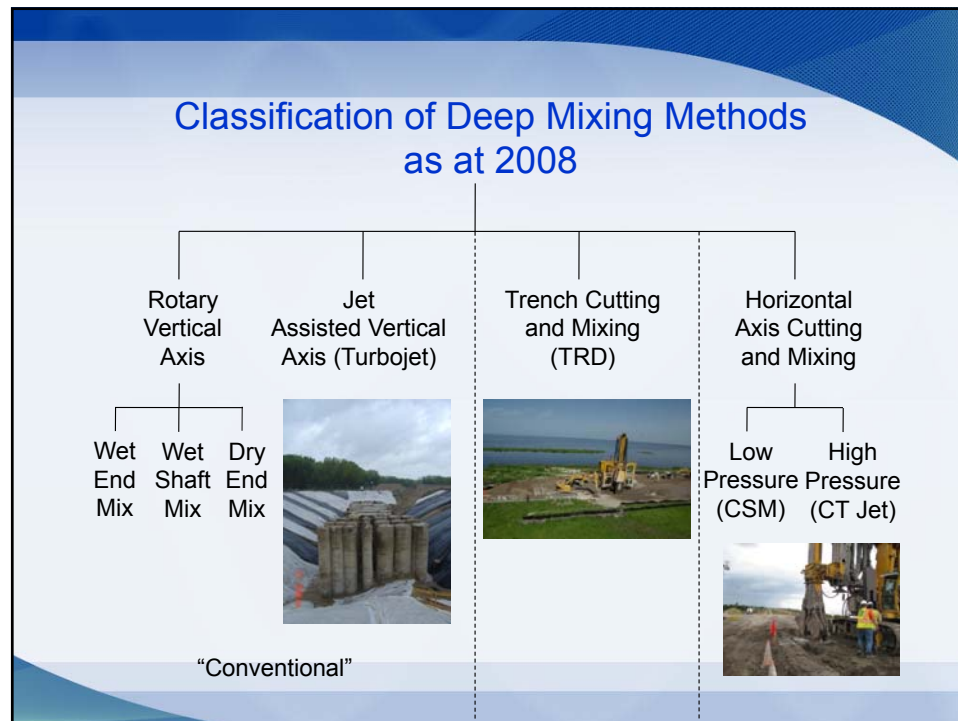 Classification of Deep Mixing Methods
as at 2008
Rotary
Vertical
Axis
Wet
End
Mix
Wet
Shaft
Mix
Dry
End
Mix
Jet
Assisted Vertical
Axis (Turbojet)
Trench Cutting
and Mixing
(TRD)
Horizontal
Axis Cutting
and Mixing
Low
Pressure
(CSM)
High
Pressure
(CT Jet)
“Conventional”